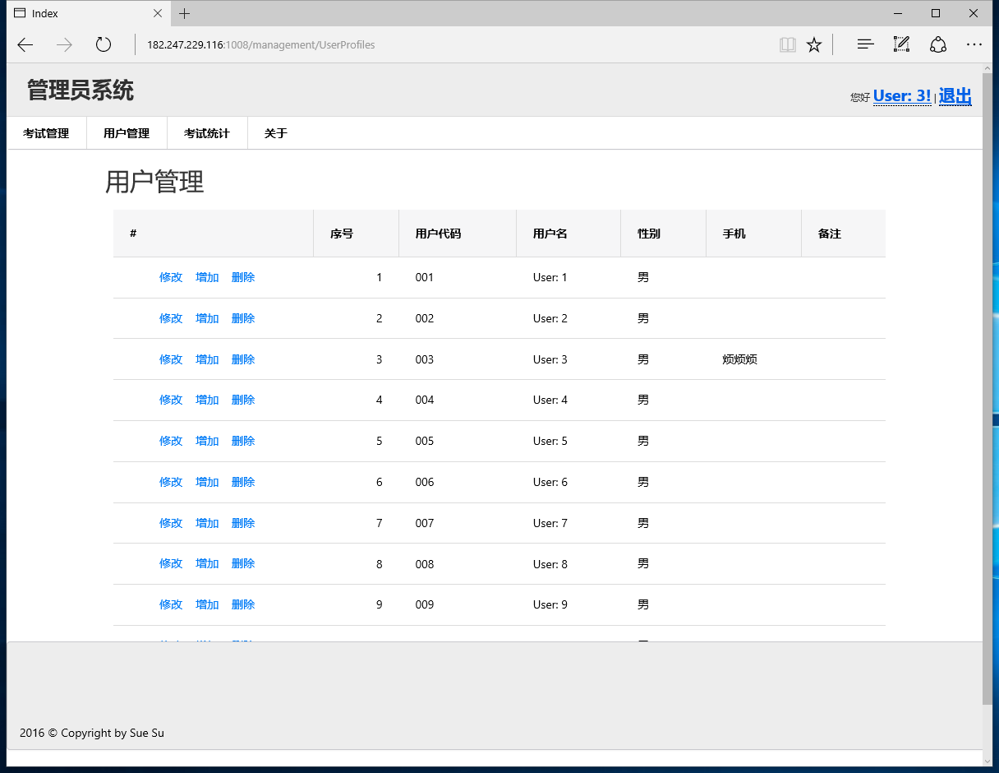 Index
182.247.229.116:1008/management/UserProfiles
管理员系统
您好 User: 3! | 退出
考试管理 用户管理 考试统计 关于
用户管理
# 序号 用户代码 用户名 性别 手机 备注
修改 增加 删除 1 001 User: 1 男
修改 增加 删除 2 002 User: 2 男
修改 增加 删除 3 003 User: 3 男 烦烦烦
修改 增加 删除 4 004 User: 4 男
修改 增加 删除 5 005 User: 5 男
修改 增加 删除 6 006 User: 6 男
修改 增加 删除 7 007 User: 7 男
修改 增加 删除 8 008 User: 8 男
修改 增加 删除 9 009 User: 9 男
2016 © Copyright by Sue Su